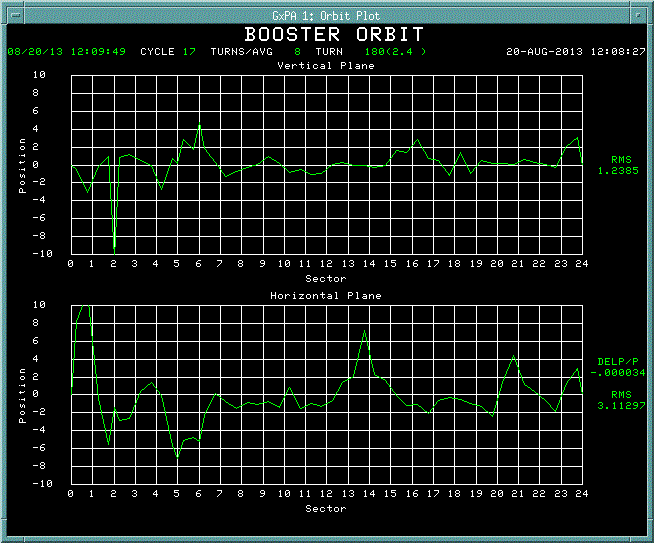 GxPA 1: Orbit Plot
BOOSTER ORBIT
08/20/13 12:09:49 CYCLE 17 TURNS/AVG 8 TURN 180(2.4 ) 20-AUG-2013 12:08:27
Vertical Plane
10
8
6
4
2
0
-2
-4
-6
-8
-10
Position
RMS
1.2385
0 1 2 3 4 5 6 7 8 9 10 11 12 13 14 15 16 17 18 19 20 21 22 23 24
Sector
Horizontal Plane
10
8
6
4
2
0
-2
-4
-6
-8
-10
Position
DELP/P
-.000034
RMS
3.11297
0 1 2 3 4 5 6 7 8 9 10 11 12 13 14 15 16 17 18 19 20 21 22 23 24
Sector